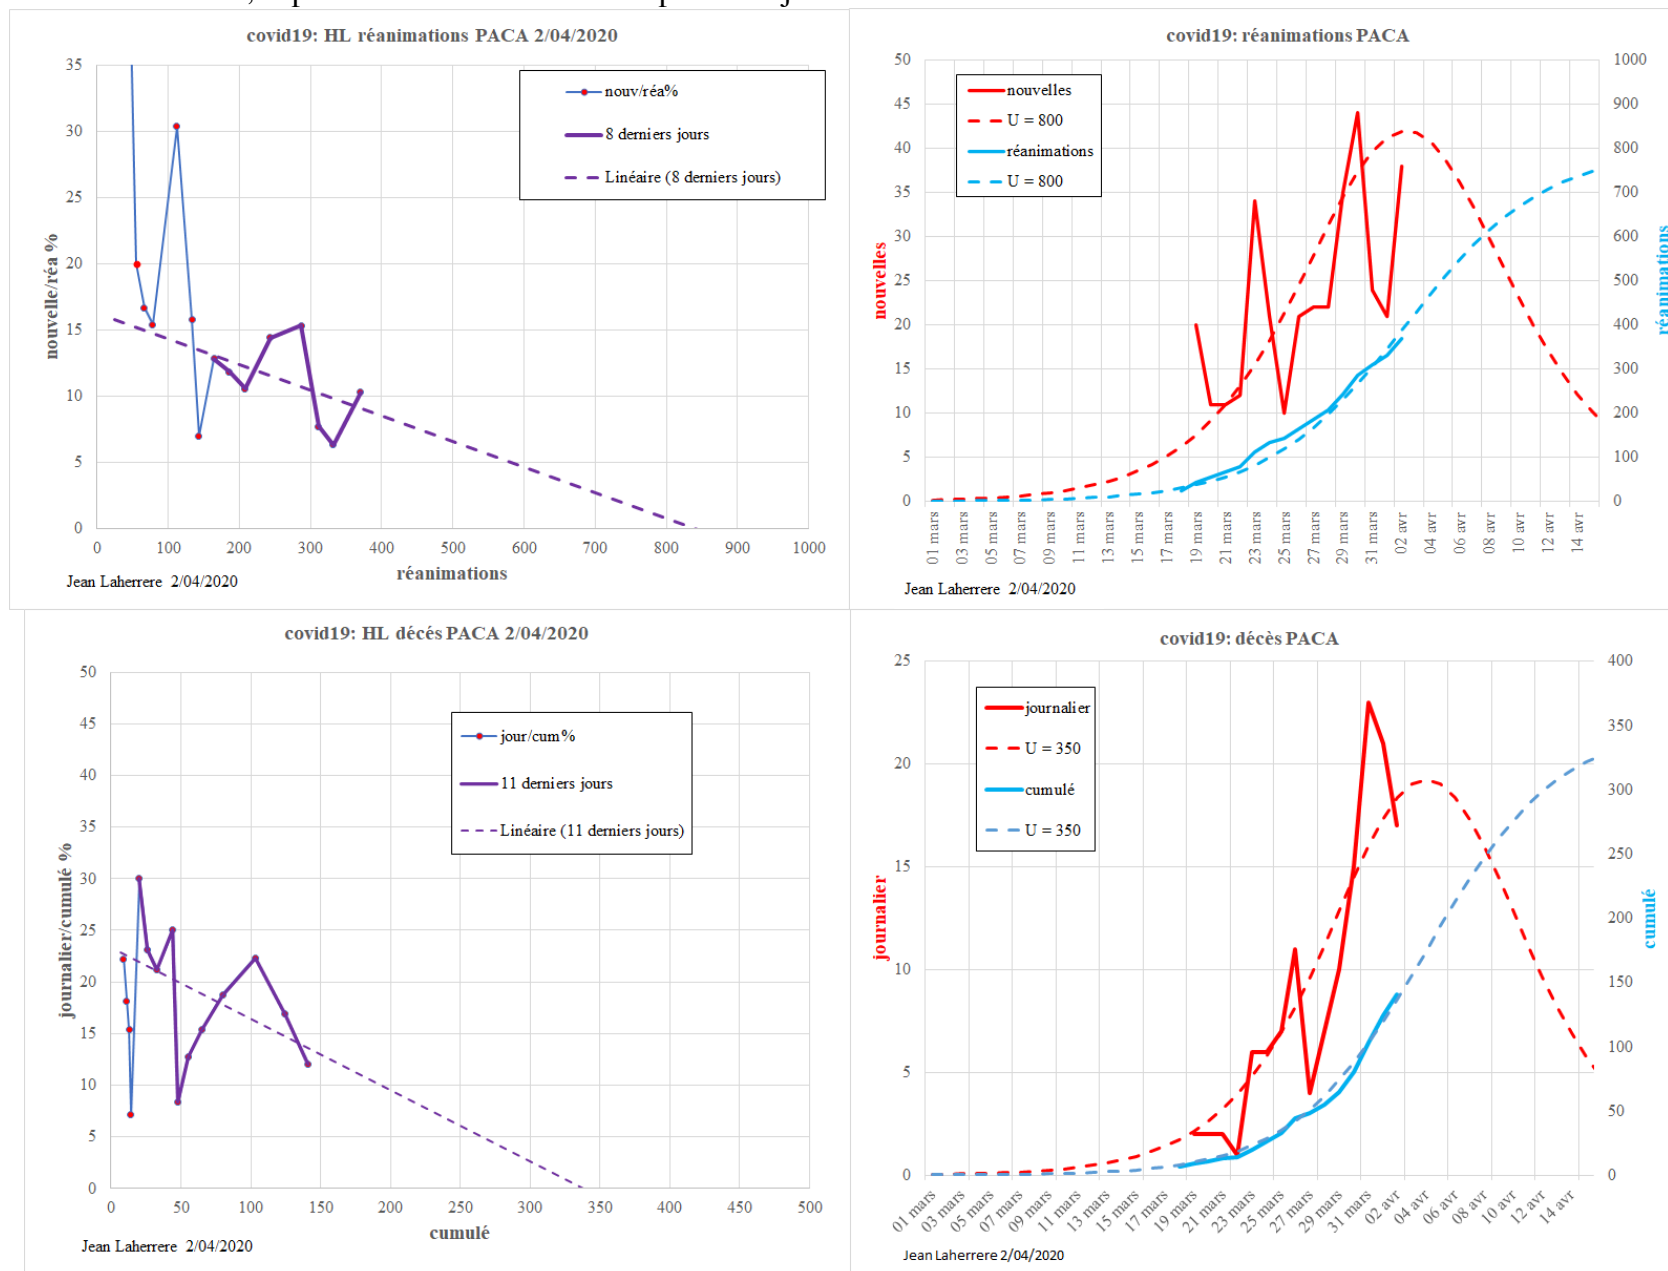 covid19: HL réanimations PACA 2/04/2020
35
30
25
20
15
10
5
0
nouvelle/réa %
nouv/réa%
8 derniers jours
Linéaire (8 derniers jours)
0 100 200 300 400 500 600 700 800 900 1000
réanimations
Jean Laherrere 2/04/2020
covid19: réanimations PACA
50
45
40
35
30
25
20
15
10
5
0
nouvelles
nouvelles
U = 800
réanimations
U = 800
1000
900
800
700
600
500
400
300
200
100
0
réanimations
01 mars 03 mars 05 mars 07 mars 09 mars 11 mars 13 mars 15 mars 17 mars 19 mars 21 mars 23 mars 25 mars 27 mars 29 mars 31 mars 02 avr 04 avr 06 avr 08 avr 10 avr 12 avr 14 avr
Jean Laherrere 2/04/2020
covid19: HL décés PACA 2/04/2020
50
45
40
35
30
25
20
15
10
5
0
journalier/cumulé %
jour/cum%
11 derniers jours
Linéaire (11 derniers jours)
0 50 100 150 200 250 300 350 400 450 500
cumulé
Jean Laherrere 2/04/2020
covid19: décès PACA
25
20
15
10
5
0
journalier
journalier
U = 350
cumulé
U = 350
400
350
300
250
200
150
100
50
0
cumulé
01 mars 03 mars 05 mars 07 mars 09 mars 11 mars 13 mars 15 mars 17 mars 19 mars 21 mars 23 mars 25 mars 27 mars 29 mars 31 mars 02 avr 04 avr 06 avr 08 avr 10 avr 12 avr 14 avr
Jean Laherrere 2/04/2020